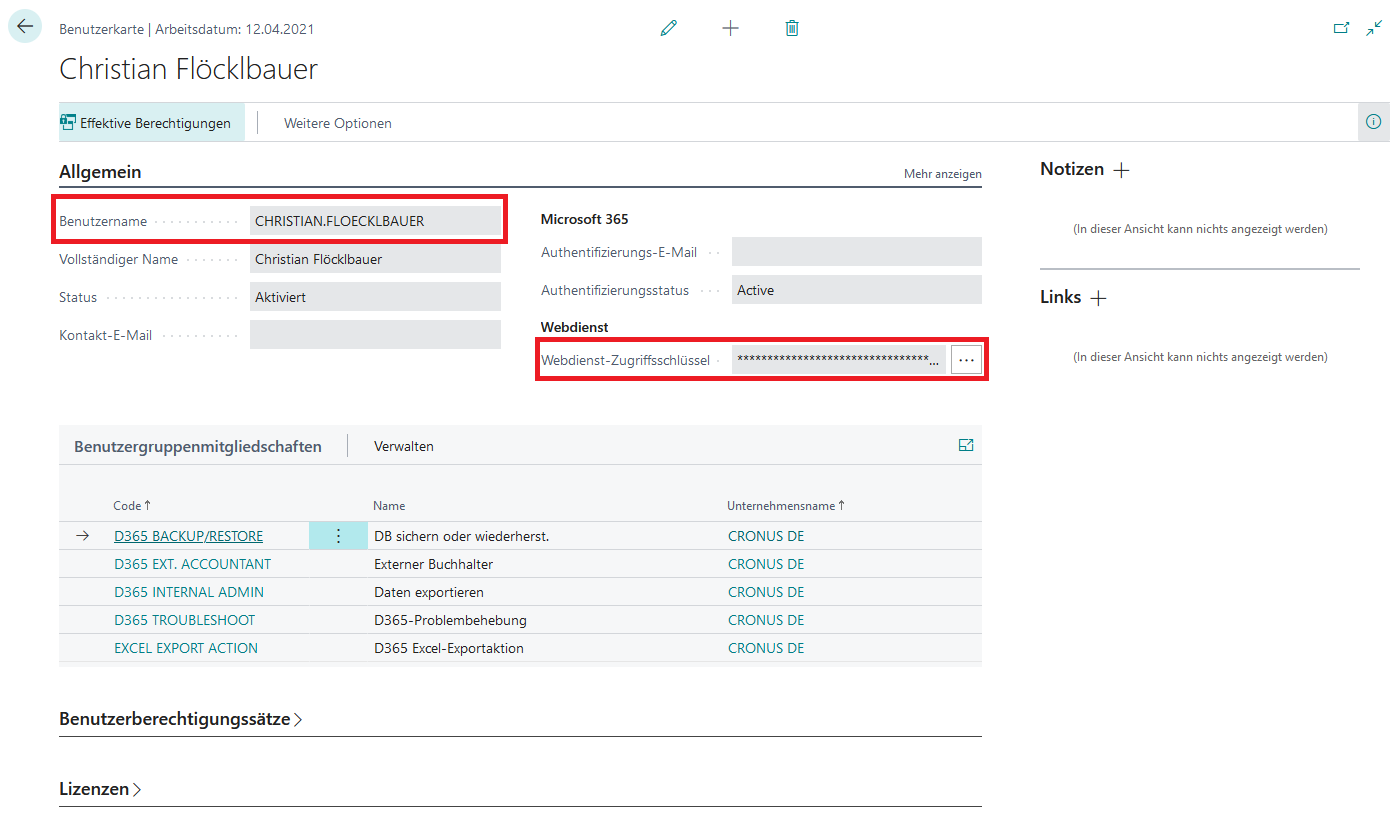 Benutzerkarte | Arbeitsdatum: 12.04.2021
Christian Flöcklbauer
Effektive Berechtigungen
Weitere Optionen
Allgemein
Mehr anzeigen
Benutzername
CHRISTIAN.FLOECKLBAUER
Vollständiger Name
Christian Flöcklbauer
Status
Aktiviert
Kontakt-E-Mail
Microsoft 365
Authentifizierungs-E-Mail
Authentifizierungsstatus
Active
Webdienst
Webdienst-Zugriffsschlüssel
********************************...
Notizen
(In dieser Ansicht kann nichts angezeigt werden)
Links
(In dieser Ansicht kann nichts angezeigt werden)
Benutzergruppenmitgliedschaften
Verwalten
Code↑ Name Unternehmensname↑
D365 BACKUP/RESTORE DB sichern oder wiederherst. CRONUS DE
D365 EXT. ACCOUNTANT Externer Buchhalter CRONUS DE
D365 INTERNAL ADMIN Daten exportieren CRONUS DE
D365 TROUBLESHOOT D365-Problembehebung CRONUS DE
EXCEL EXPORT ACTION D365 Excel-Exportaktion CRONUS DE
Benutzerberechtigungssätze
Lizenzen